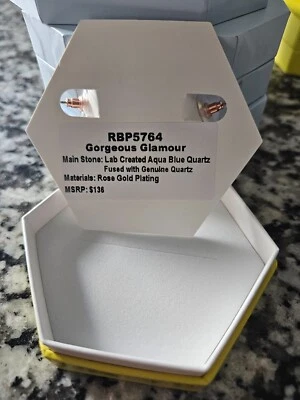 RBP5764
Gorgeous Glamour
Main Stone: Lab Created Aqua Blue Quartz
Fused with Genuine Quartz
Materials: Rose Gold Plating
MSRP: $136